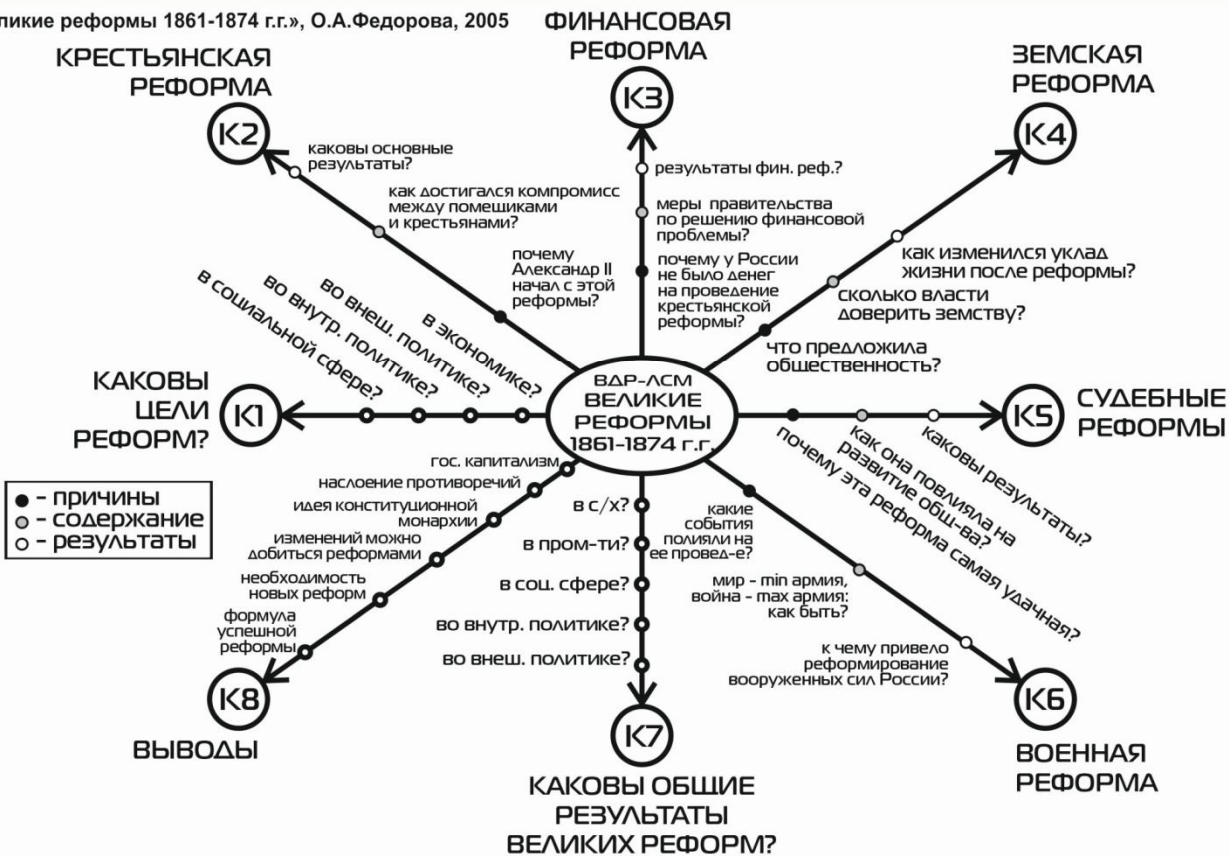 ликие реформы 1861-1874 г.г.», О.А.Федорова, 2005
КРЕСТЬЯНСКАЯ
РЕФОРМА
К2
каковы основные
результаты?
как достигался компромисс
между помещиками
и крестьянами?
почему
Александр II
начал с этой
реформы?
ФИНАНСОВАЯ
РЕФОРМА
К3
результаты фин. реф.?
меры правительства
по решению финансовой
проблемы?
почему у России
не было денег
на проведение
крестьянской
реформы?
ЗЕМСКАЯ
РЕФОРМА
К4
как изменился уклад
жизни после реформы?
сколько власти
доверить земству?
что предложила
общественность?
КАКОВЫ
ЦЕЛИ
РЕФОРМ?
К1
в социальной сфере?
во внутр. политике?
во внеш. политике?
в экономике?
ВДР-ЛСМ
ВЕЛИКИЕ
РЕФОРМЫ
1861-1874 г.г.
К5
СУДЕБНЫЕ
РЕФОРМЫ
почему эта реформа самая удачная?
как она повлияла на
развитие общ-ва?
каковы результаты?
- причины
- содержание
- результаты
гос. капитализм
наслоение противоречий
идея конституционной
монархии
изменений можно
добиться реформами
необходимость
новых реформ
формула
успешной
реформы
К8
ВЫВОДЫ
в с/х?
в пром-ти?
в соц. сфере?
во внутр. политике?
во внеш. политике?
К7
КАКОВЫ ОБЩИЕ
РЕЗУЛЬТАТЫ
ВЕЛИКИХ РЕФОРМ?
какие
события
полияли на
ее провед-е?
мир - min армия,
война - max армия:
как быть?
к чему привело
реформирование
вооруженных сил России?
К6
ВОЕННАЯ
РЕФОРМА